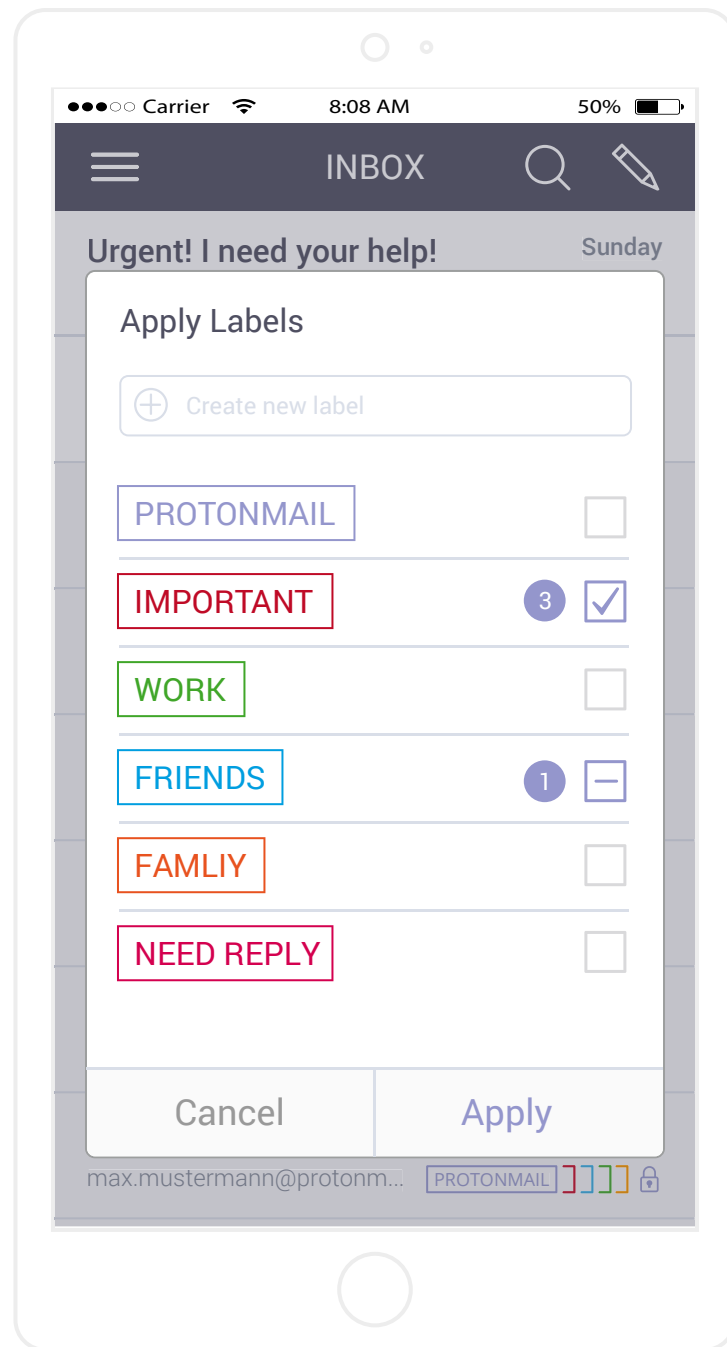 Carrier 8:08 AM 50%
INBOX
Urgent! I need your help! Sunday
Apply Labels
Create new label
PROTONMAIL
IMPORTANT 3
WORK
FRIENDS 1
FAMLIY
NEED REPLY
Cancel Apply
max.mustermann@protonm... PROTONMAIL